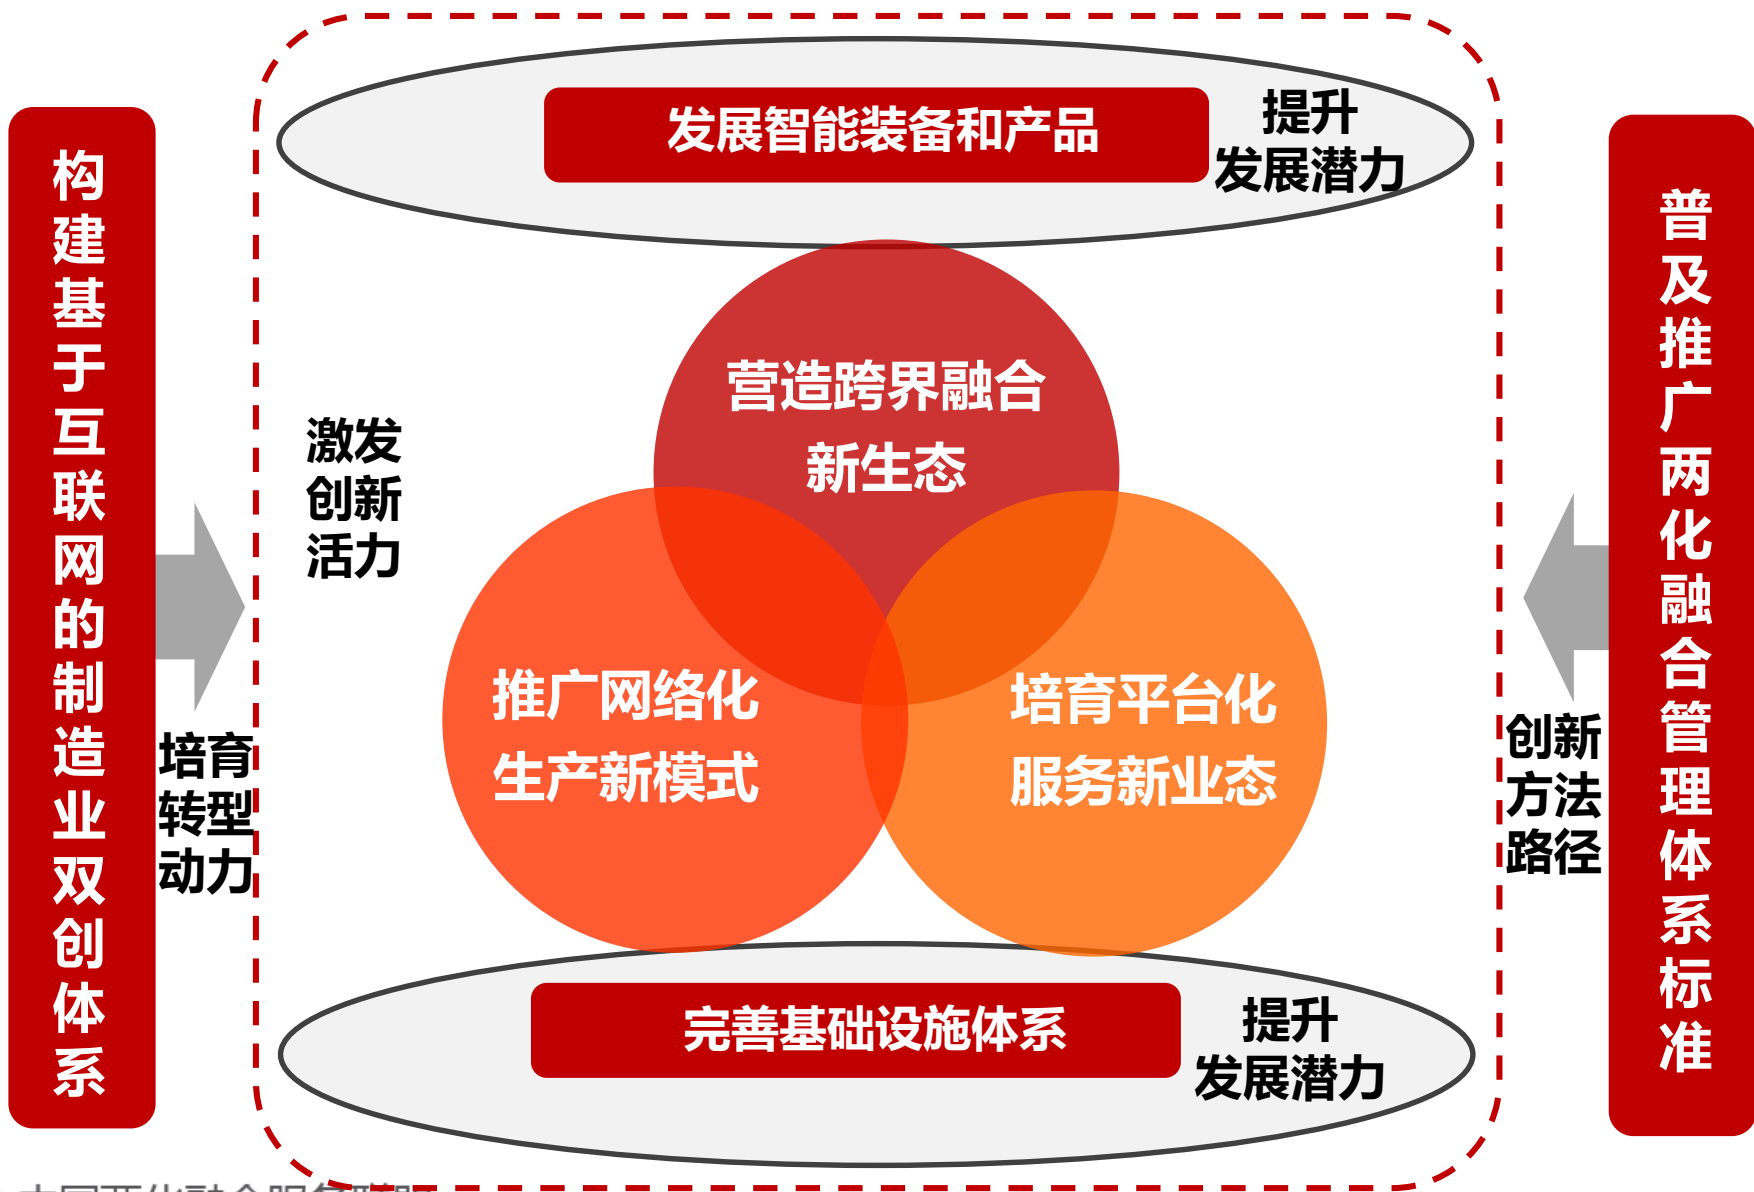 发展智能装备和产品
提升
发展潜力
构建基于互联网的制造业双创体系
培育
转型
动力
激发
创新
活力
营造跨界融合
新生态
推广网络化
生产新模式
培育平台化
服务新业态
创新
方法
路径
普及推广两化融合管理体系标准
完善基础设施体系
提升
发展潜力